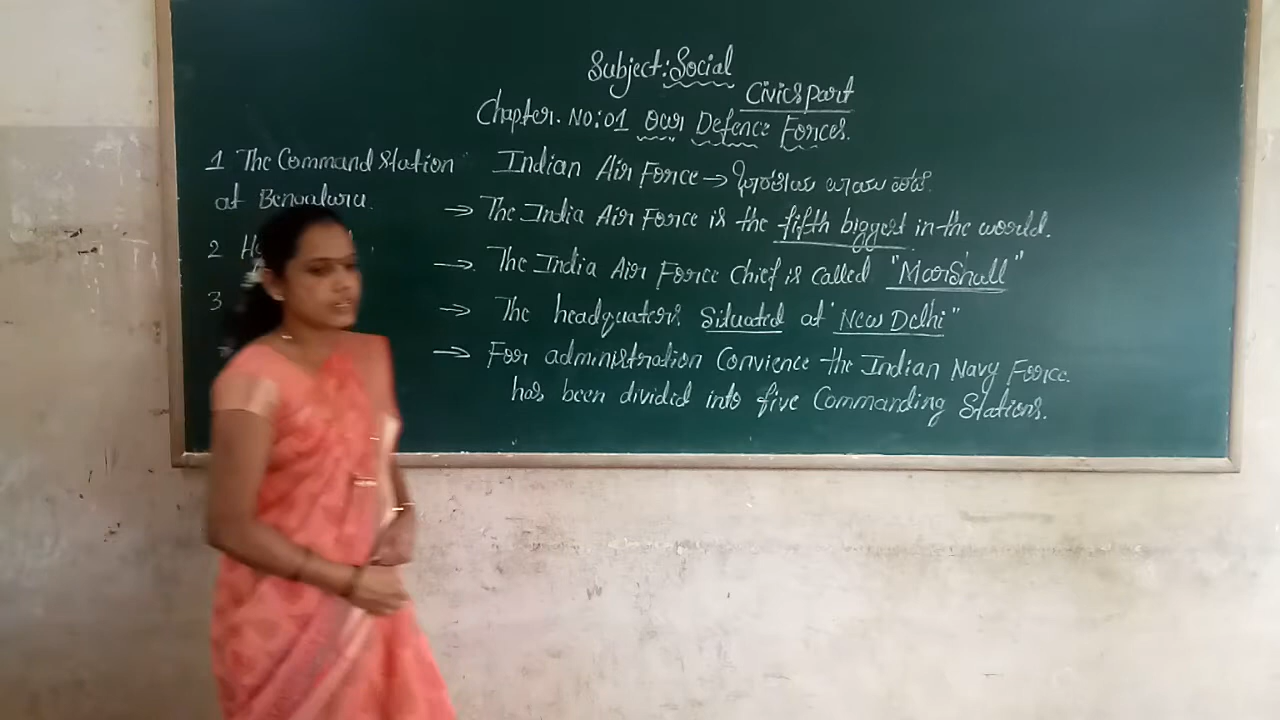 Subject: Social
Civics part
Chapter. No: 01 Our Defence Forces.
1 The Command Station
at Bengaluru.
2
3
Indian Air Force → ಭಾರತೀಯ ವಾಯು ಪಡೆ.
→ The India Air Force is the fifth biggest in the world.
→ The India Air Force Chief is called "Marshall"
→ The headquaters situated at "New Delhi"
→ For administration Convience the Indian Navy Force.
has been divided into five Commanding Stations.